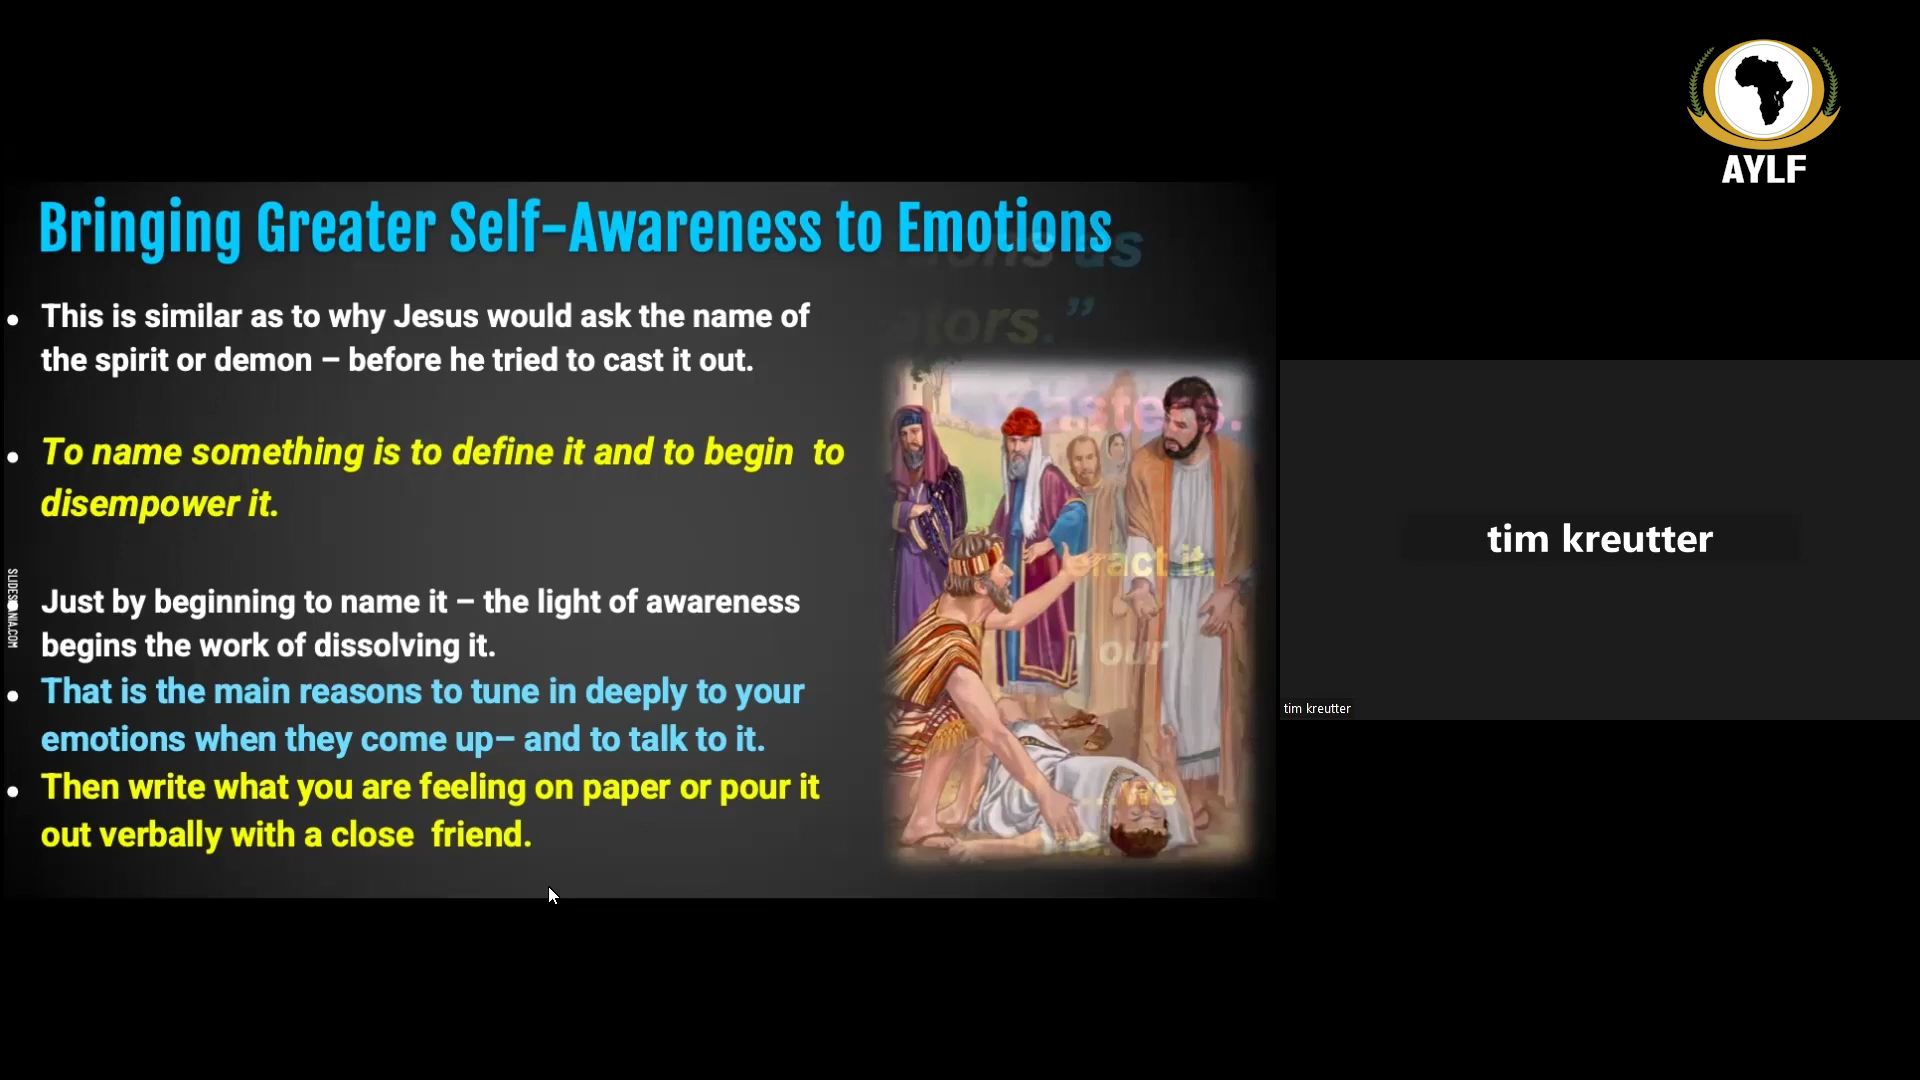 AYLF
Bringing Greater Self-Awareness to Emotions
This is similar as to why Jesus would ask the name of
the spirit or demon – before he tried to cast it out.
To name something is to define it and to begin  to
disempower it.
Just by beginning to name it – the light of awareness
begins the work of dissolving it.
That is the main reasons to tune in deeply to your
emotions when they come up– and to talk to it.
Then write what you are feeling on paper or pour it
out verbally with a close  friend.
as
our
we
tim kreutter
tim kreutter